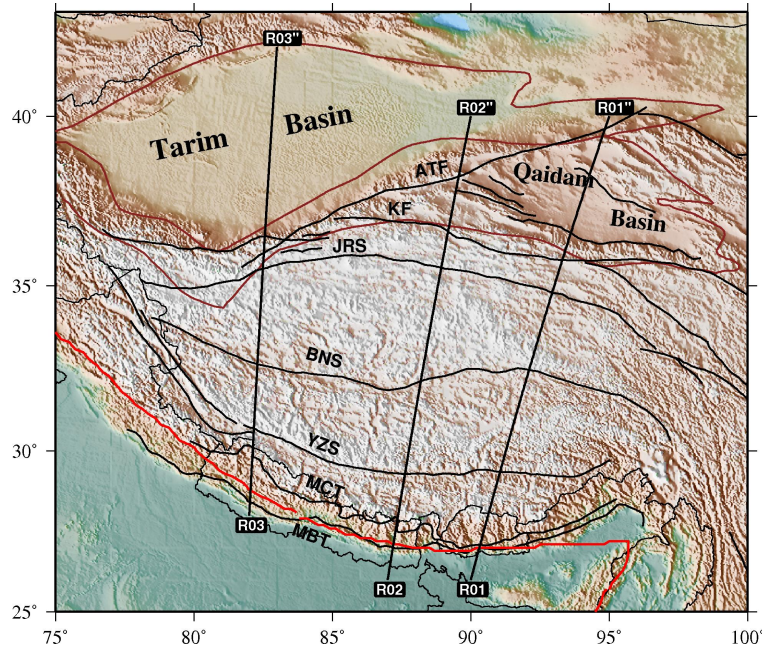 R03"
R02"
R01"
40°
Tarim
Basin
ATF
Qaidam
KF
Basin
JRS
35°
BNS
YZS
30°
MCT
R03
MBT
R02
R01
25°
75°
80°
85°
90°
95°
100°